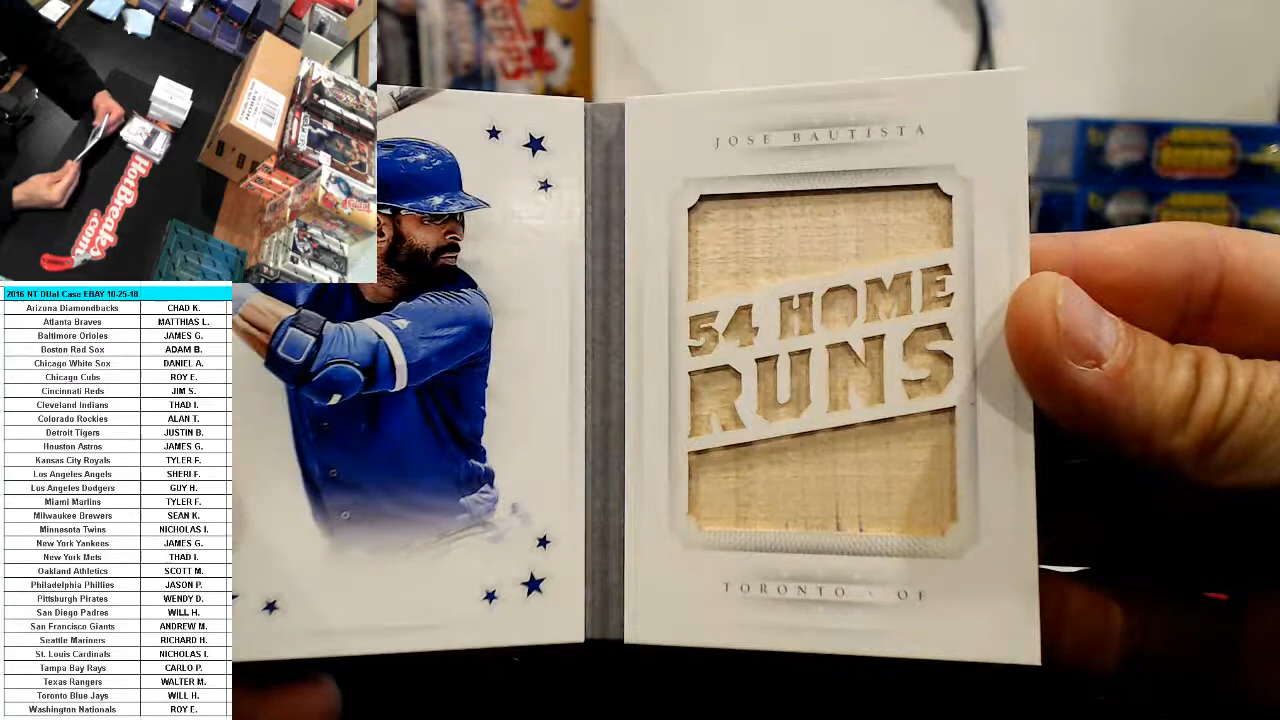 HotBreaks
.com
2016 NT DUal Case EBAY 10-25-18
Arizona Diamondbacks CHAD K.
Atlanta Braves MATTHIAS L.
Baltimore Orioles JAMES G.
Boston Red Sox ADAM B.
Chicago White Sox DANIEL A.
Chicago Cubs ROY E.
Cincinnati Reds JIM S.
Cleveland Indians THAD I.
Colorado Rockies ALAN T.
Detroit Tigers JUSTIN B.
Houston Astros JAMES G.
Kansas City Royals TYLER F.
Los Angeles Angels SHERI F.
Los Angeles Dodgers GUY H.
Miami Marlins TYLER F.
Milwaukee Brewers SEAN K.
Minnesota Twins NICHOLAS I.
New York Yankees JAMES G.
New York Mets THAD I.
Oakland Athletics SCOTT M.
Philadelphia Phillies JASON P.
Pittsburgh Pirates WENDY D.
San Diego Padres WILL H.
San Francisco Giants ANDREW M.
Seattle Mariners RICHARD H.
St. Louis Cardinals NICHOLAS I.
Tampa Bay Rays CARLO P.
Texas Rangers WALTER M.
Toronto Blue Jays WILL H.
Washington Nationals ROY E.
JOSE BAUTISTA
54 HOME
RUNS
TORONTO · OF